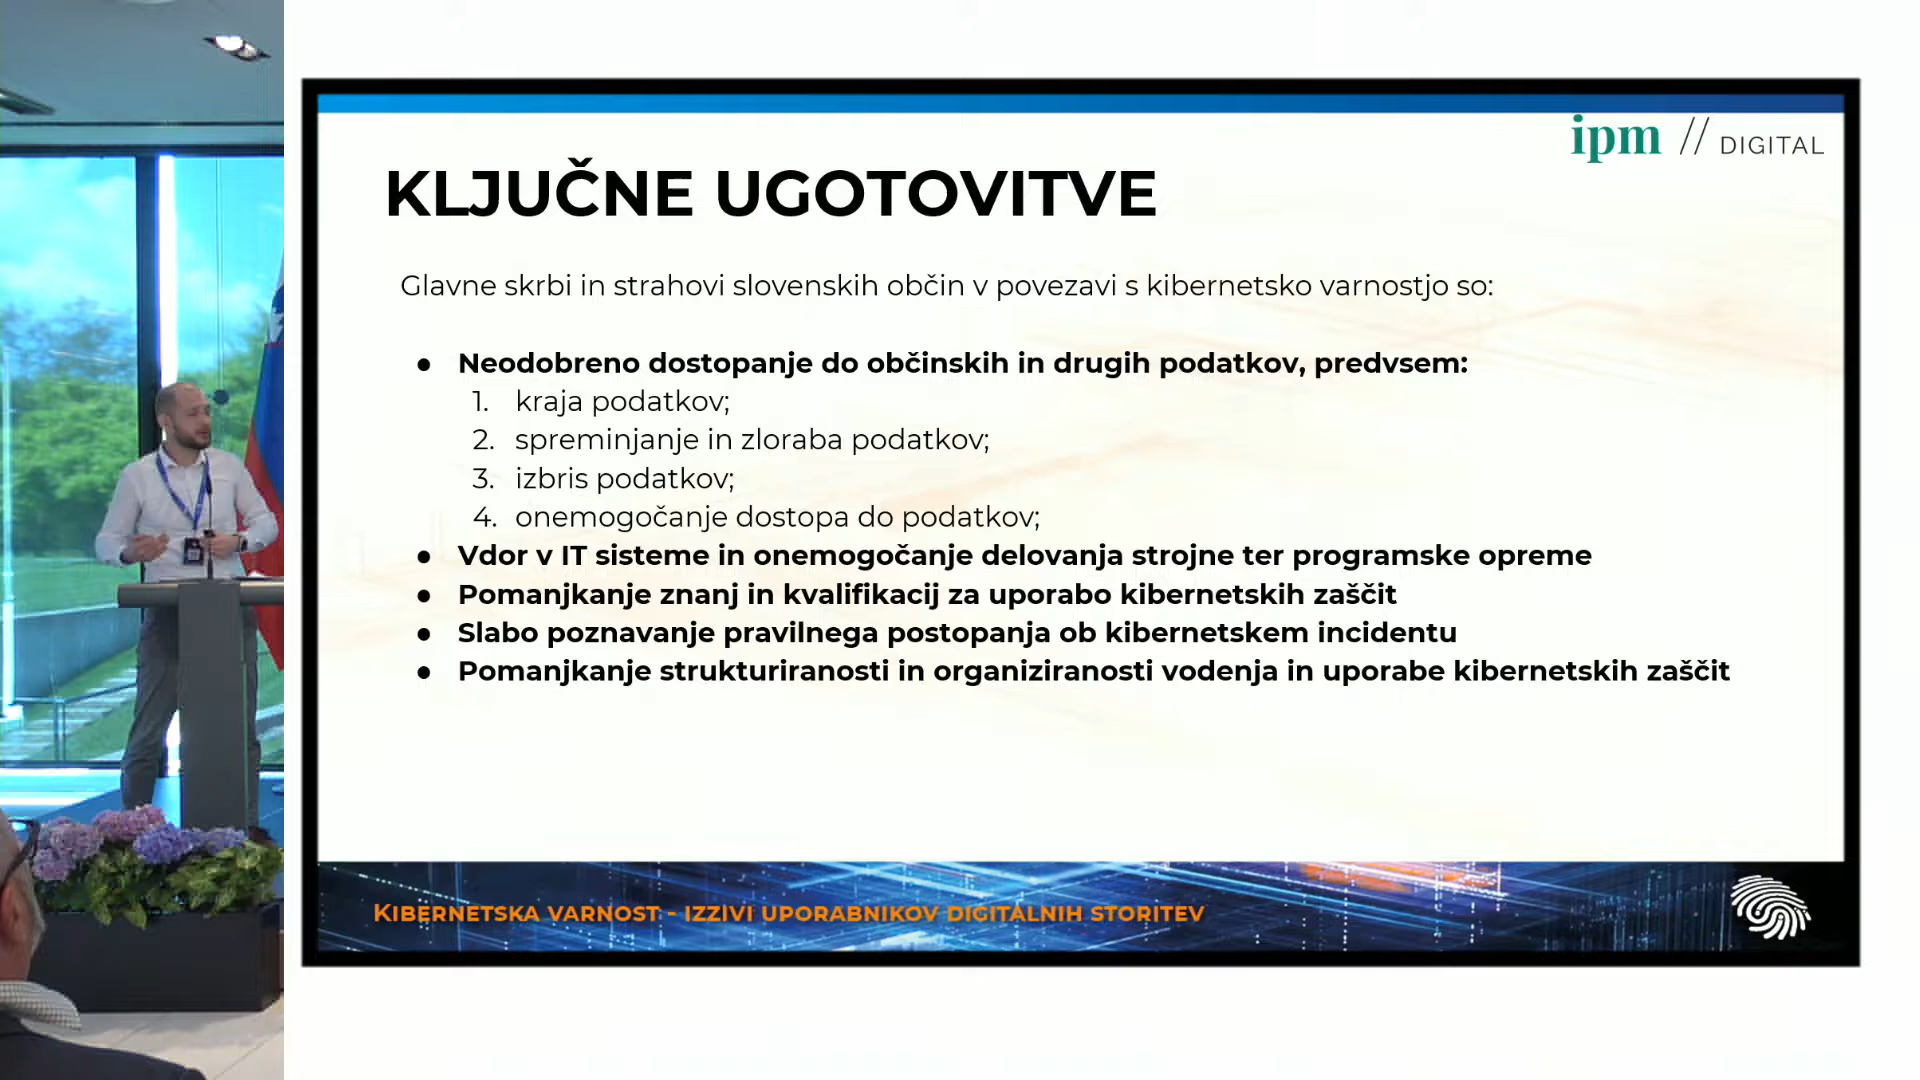 ipm // DIGITAL
KLJUČNE UGOTOVITVE
Glavne skrbi in strahovi slovenskih občin v povezavi s kibernetsko varnostjo so:
● Neodobreno dostopanje do občinskih in drugih podatkov, predvsem:
1. kraja podatkov;
2. spreminjanje in zloraba podatkov;
3. izbris podatkov;
4. onemogočanje dostopa do podatkov;
● Vdor v IT sisteme in onemogočanje delovanja strojne ter programske opreme
● Pomanjkanje znanj in kvalifikacij za uporabo kibernetskih zaščit
● Slabo poznavanje pravilnega postopanja ob kibernetskem incidentu
● Pomanjkanje strukturiranosti in organiziranosti vodenja in uporabe kibernetskih zaščit
KIBERNETSKA VARNOST - IZZIVI UPORABNIKOV DIGITALNIH STORITEV